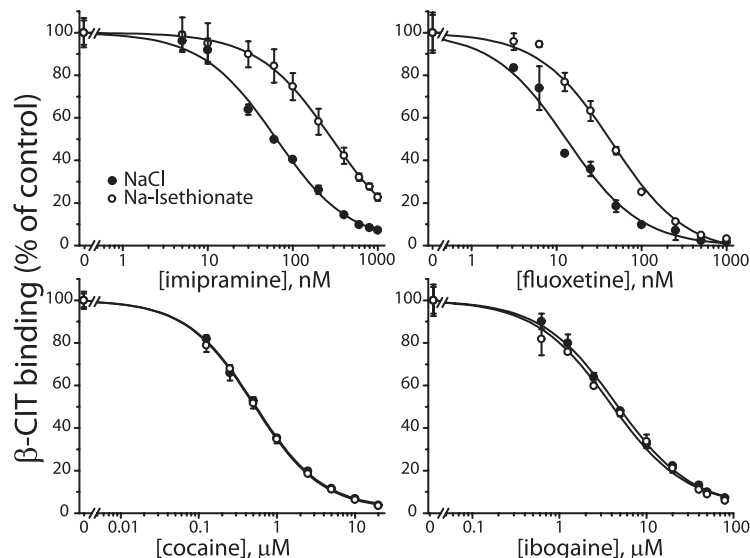 100
80
60
40
20
0
NaCl
Na-Isethionate
0 1 10 100 1000
[imipramine], nM
100
80
60
40
20
0
0 1 10 100 1000
[fluoxetine], nM
β-CIT binding (% of control)
100
80
60
40
20
0
0 0.01 0.1 1 10
[cocaine], μM
100
80
60
40
20
0
0 0.1 1 10 100
[ibogaine], μM